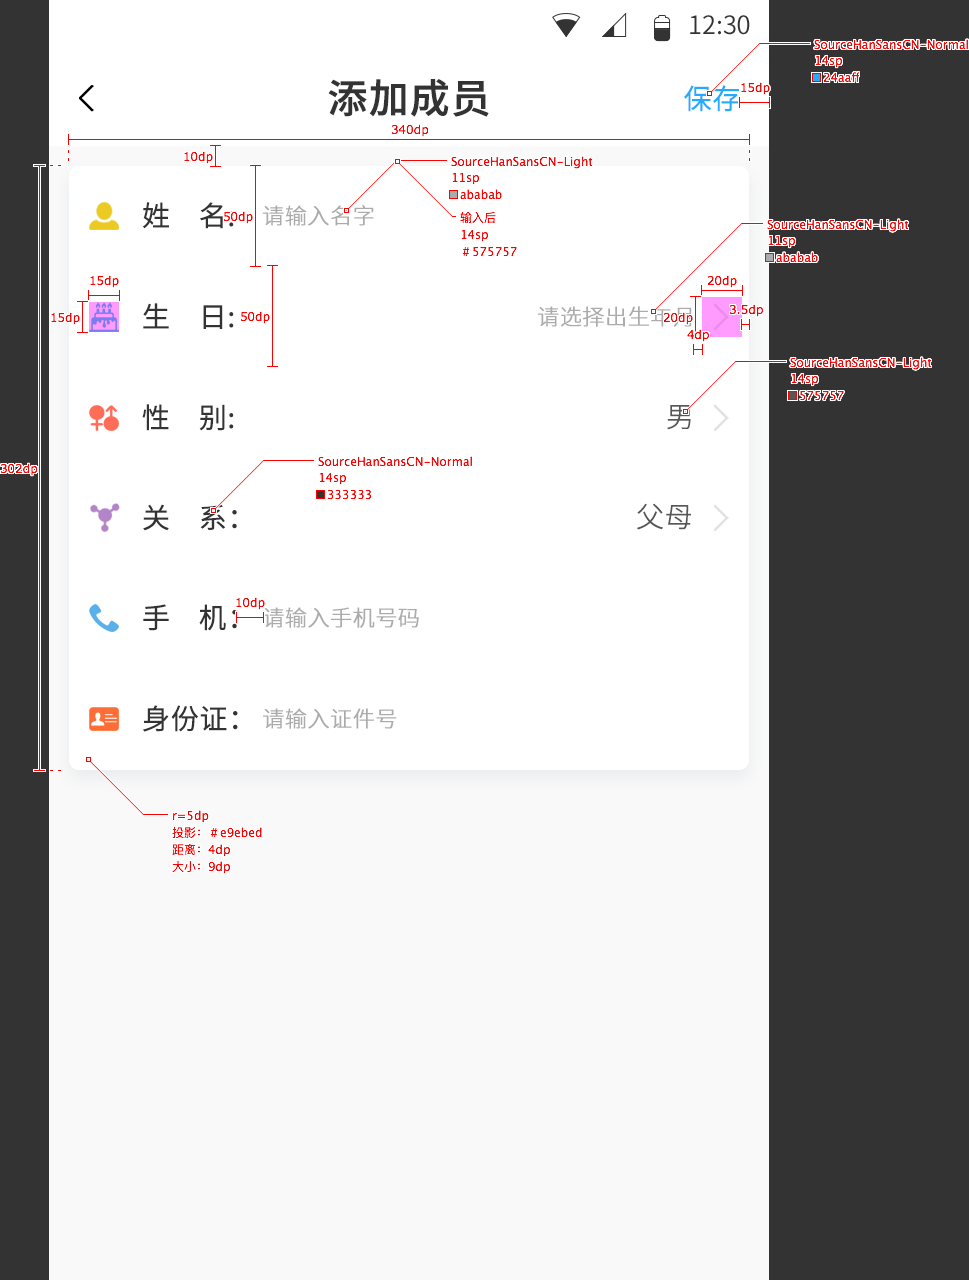 12:30
添加成员
保存
SourceHanSansCN-Normal
14sp
24aaff
15dp
340dp
10dp
SourceHanSansCN-Light
11sp
ababab
输入后
14sp
#575757
姓 名:
50dp
请输入名字
SourceHanSansCN-Light
11sp
ababab
15dp
15dp
生 日:
50dp
请选择出生年月
20dp
20dp
3.5dp
4dp
SourceHanSansCN-Light
14sp
575757
性 别:
男
302dp
SourceHanSansCN-Normal
14sp
333333
关 系：
父母
10dp
手 机：
请输入手机号码
身份证：
请输入证件号
r=5dp
投影：#e9ebed
距离：4dp
大小：9dp